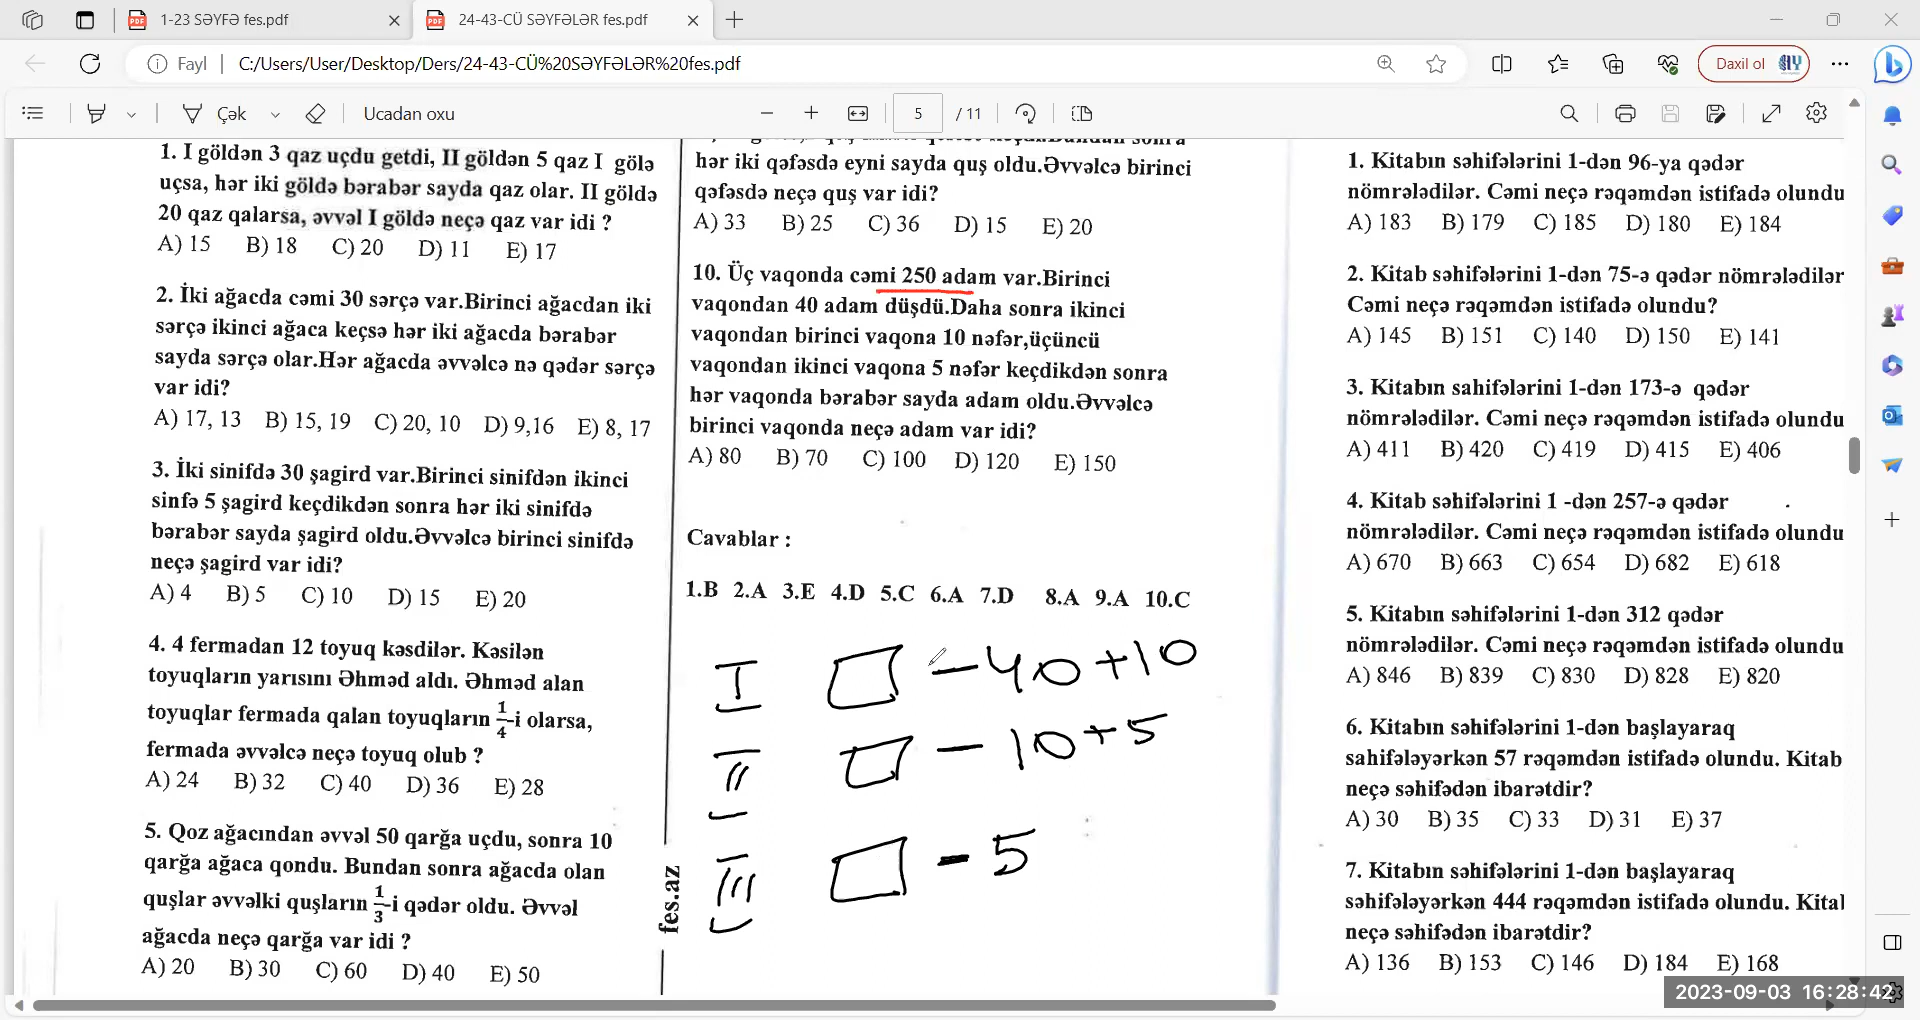 1-23 SƏYFƏ fes.pdf
24-43-CÜ SƏYFƏLƏR fes.pdf
Fayl
C:/Users/User/Desktop/Ders/24-43-CÜ%20SƏYFƏLƏR%20fes.pdf
Daxil ol
Çək
Ucadan oxu
5 / 11
1. I göldən 3 qaz uçdu getdi, II göldən 5 qaz I gölə
uçsa, hər iki göldə bərabər sayda qaz olar. II göldə
20 qaz qalarsa, əvvəl I göldə neçə qaz var idi ?
A) 15 B) 18 C) 20 D) 11 E) 17
2. İki ağacda cəmi 30 sərçə var.Birinci ağacdan iki
sərçə ikinci ağaca keçsə hər iki ağacda bərabər
sayda sərçə olar.Hər ağacda əvvəlcə nə qədər sərçə
var idi?
A) 17, 13 B) 15, 19 C) 20, 10 D) 9,16 E) 8, 17
3. İki sinifdə 30 şagird var.Birinci sinifdən ikinci
sinfə 5 şagird keçdikdən sonra hər iki sinifdə
bərabər sayda şagird oldu.Əvvəlcə birinci sinifdə
neçə şagird var idi?
A) 4 B) 5 C) 10 D) 15 E) 20
4. 4 fermadan 12 toyuq kəsdilər. Kəsilən
toyuqların yarısını Əhməd aldı. Əhməd alan
toyuqlar fermada qalan toyuqların 1/4-i olarsa,
fermada əvvəlcə neçə toyuq olub ?
A) 24 B) 32 C) 40 D) 36 E) 28
5. Qoz ağacından əvvəl 50 qarğa uçdu, sonra 10
qarğa ağaca qondu. Bundan sonra ağacda olan
quşlar əvvəlki quşların 1/3-i qədər oldu. Əvvəl
ağacda neçə qarğa var idi ?
A) 20 B) 30 C) 60 D) 40 E) 50
hər iki qəfəsdə eyni sayda quş oldu.Əvvəlcə birinci
qəfəsdə neçə quş var idi?
A) 33 B) 25 C) 36 D) 15 E) 20
10. Üç vaqonda cəmi 250 adam var.Birinci
vaqondan 40 adam düşdü.Daha sonra ikinci
vaqondan birinci vaqona 10 nəfər,üçüncü
vaqondan ikinci vaqona 5 nəfər keçdikdən sonra
hər vaqonda bərabər sayda adam oldu.Əvvəlcə
birinci vaqonda neçə adam var idi?
A) 80 B) 70 C) 100 D) 120 E) 150
Cavablar :
1.B 2.A 3.E 4.D 5.C 6.A 7.D 8.A 9.A 10.C
I □ - 40 + 10
II □ - 10 + 5
III □ - 5
fes.az
1. Kitabın səhifələrini 1-dən 96-ya qədər
nömrələdilər. Cəmi neçə rəqəmdən istifadə olundu
A) 183 B) 179 C) 185 D) 180 E) 184
2. Kitab səhifələrini 1-dən 75-ə qədər nömrələdilər
Cəmi neçə rəqəmdən istifadə olundu?
A) 145 B) 151 C) 140 D) 150 E) 141
3. Kitabın sahifələrini 1-dən 173-ə qədər
nömrələdilər. Cəmi neçə rəqəmdən istifadə olundu
A) 411 B) 420 C) 419 D) 415 E) 406
4. Kitab səhifələrini 1 -dən 257-ə qədər
nömrələdilər. Cəmi neçə rəqəmdən istifadə olundu
A) 670 B) 663 C) 654 D) 682 E) 618
5. Kitabın səhifələrini 1-dən 312 qədər
nömrələdilər. Cəmi neçə rəqəmdən istifadə olundu
A) 846 B) 839 C) 830 D) 828 E) 820
6. Kitabın səhifələrini 1-dən başlayaraq
sahifələyərkən 57 rəqəmdən istifadə olundu. Kitab
neçə səhifədən ibarətdir?
A) 30 B) 35 C) 33 D) 31 E) 37
7. Kitabın səhifələrini 1-dən başlayaraq
səhifələyərkən 444 rəqəmdən istifadə olundu. Kital
neçə səhifədən ibarətdir?
A) 136 B) 153 C) 146 D) 184 E) 168
2023-09-03 16:28:42